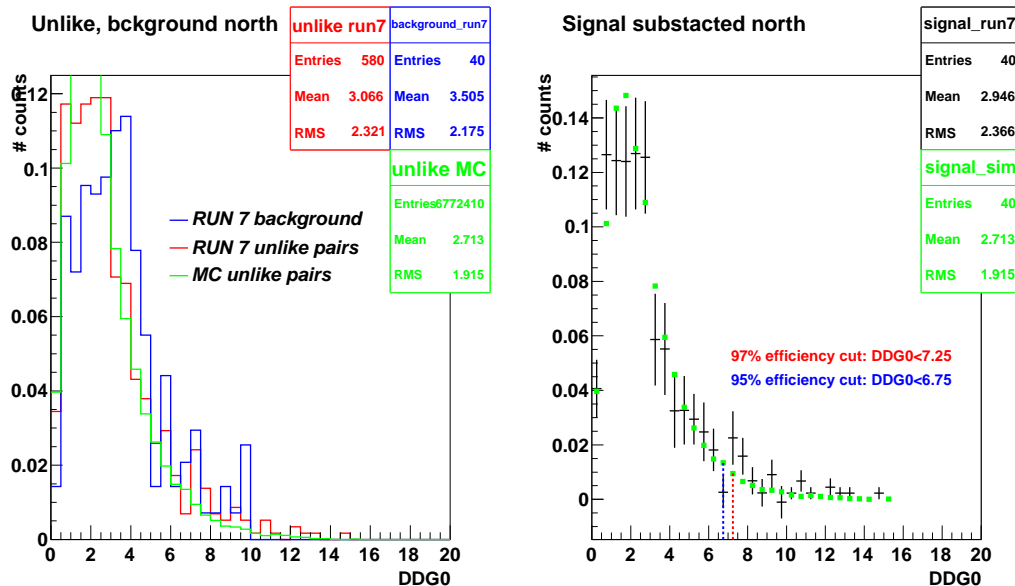 Unlike, bckground north
unlike run7
Entries 580
Mean 3.066
RMS 2.321
background_run7
Entries 40
Mean 3.505
RMS 2.175
unlike MC
Entries6772410
Mean 2.713
RMS 1.915
# counts
0.12
0.1
0.08
0.06
0.04
0.02
0
RUN 7 background
RUN 7 unlike pairs
MC unlike pairs
0 2 4 6 8 10 12 14 16 18 20
DDG0
Signal substacted north
signal_run7
Entries 40
Mean 2.946
RMS 2.366
signal_sim
Entries 40
Mean 2.713
RMS 1.915
# counts
0.14
0.12
0.1
0.08
0.06
0.04
0.02
0
97% efficiency cut: DDG0<7.25
95% efficiency cut: DDG0<6.75
0 2 4 6 8 10 12 14 16 18 20
DDG0